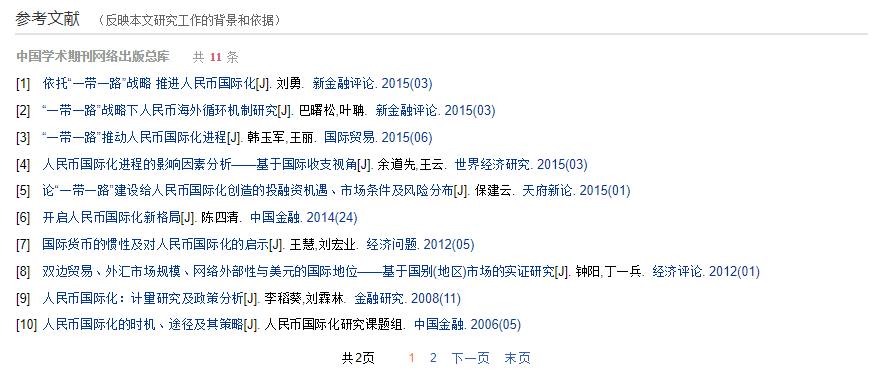 参考文献 （反映本文研究工作的背景和依据）
中国学术期刊网络出版总库 共 11 条
[1] 依托“一带一路”战略 推进人民币国际化[J]. 刘勇. 新金融评论. 2015(03)
[2] “一带一路”战略下人民币海外循环机制研究[J]. 巴曙松,叶聃. 新金融评论. 2015(03)
[3] “一带一路”推动人民币国际化进程[J]. 韩玉军,王丽. 国际贸易. 2015(06)
[4] 人民币国际化进程的影响因素分析——基于国际收支视角[J]. 余道先,王云. 世界经济研究. 2015(03)
[5] 论“一带一路”建设给人民币国际化创造的投融资机遇、市场条件及风险分布[J]. 保建云. 天府新论. 2015(01)
[6] 开启人民币国际化新格局[J]. 陈四清. 中国金融. 2014(24)
[7] 国际货币的惯性及对人民币国际化的启示[J]. 王慧,刘宏业. 经济问题. 2012(05)
[8] 双边贸易、外汇市场规模、网络外部性与美元的国际地位——基于国别(地区)市场的实证研究[J]. 钟阳,丁一兵. 经济评论. 2012(01)
[9] 人民币国际化：计量研究及政策分析[J]. 李稻葵,刘霖林. 金融研究. 2008(11)
[10] 人民币国际化的时机、途径及其策略[J]. 人民币国际化研究课题组. 中国金融. 2006(05)
共2页 1 2 下一页 末页